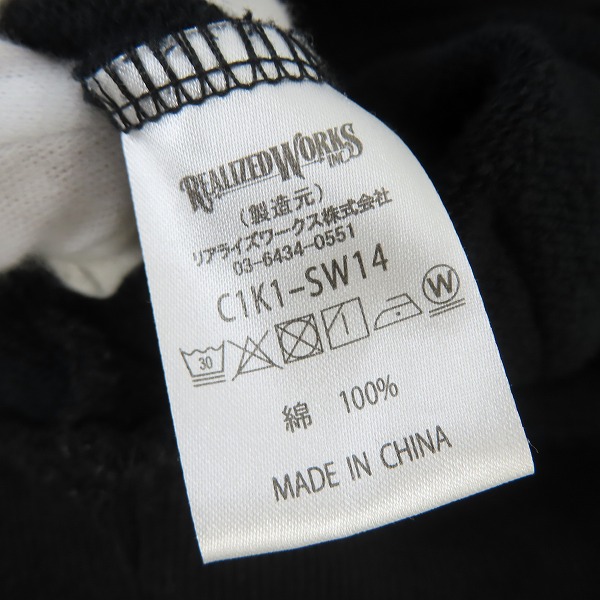 REALIZED WORKS INC
(製造元)
リアライズワークス株式会社
03-6434-0551
C1K1-SW14
30 W
綿 100%
MADE IN CHINA